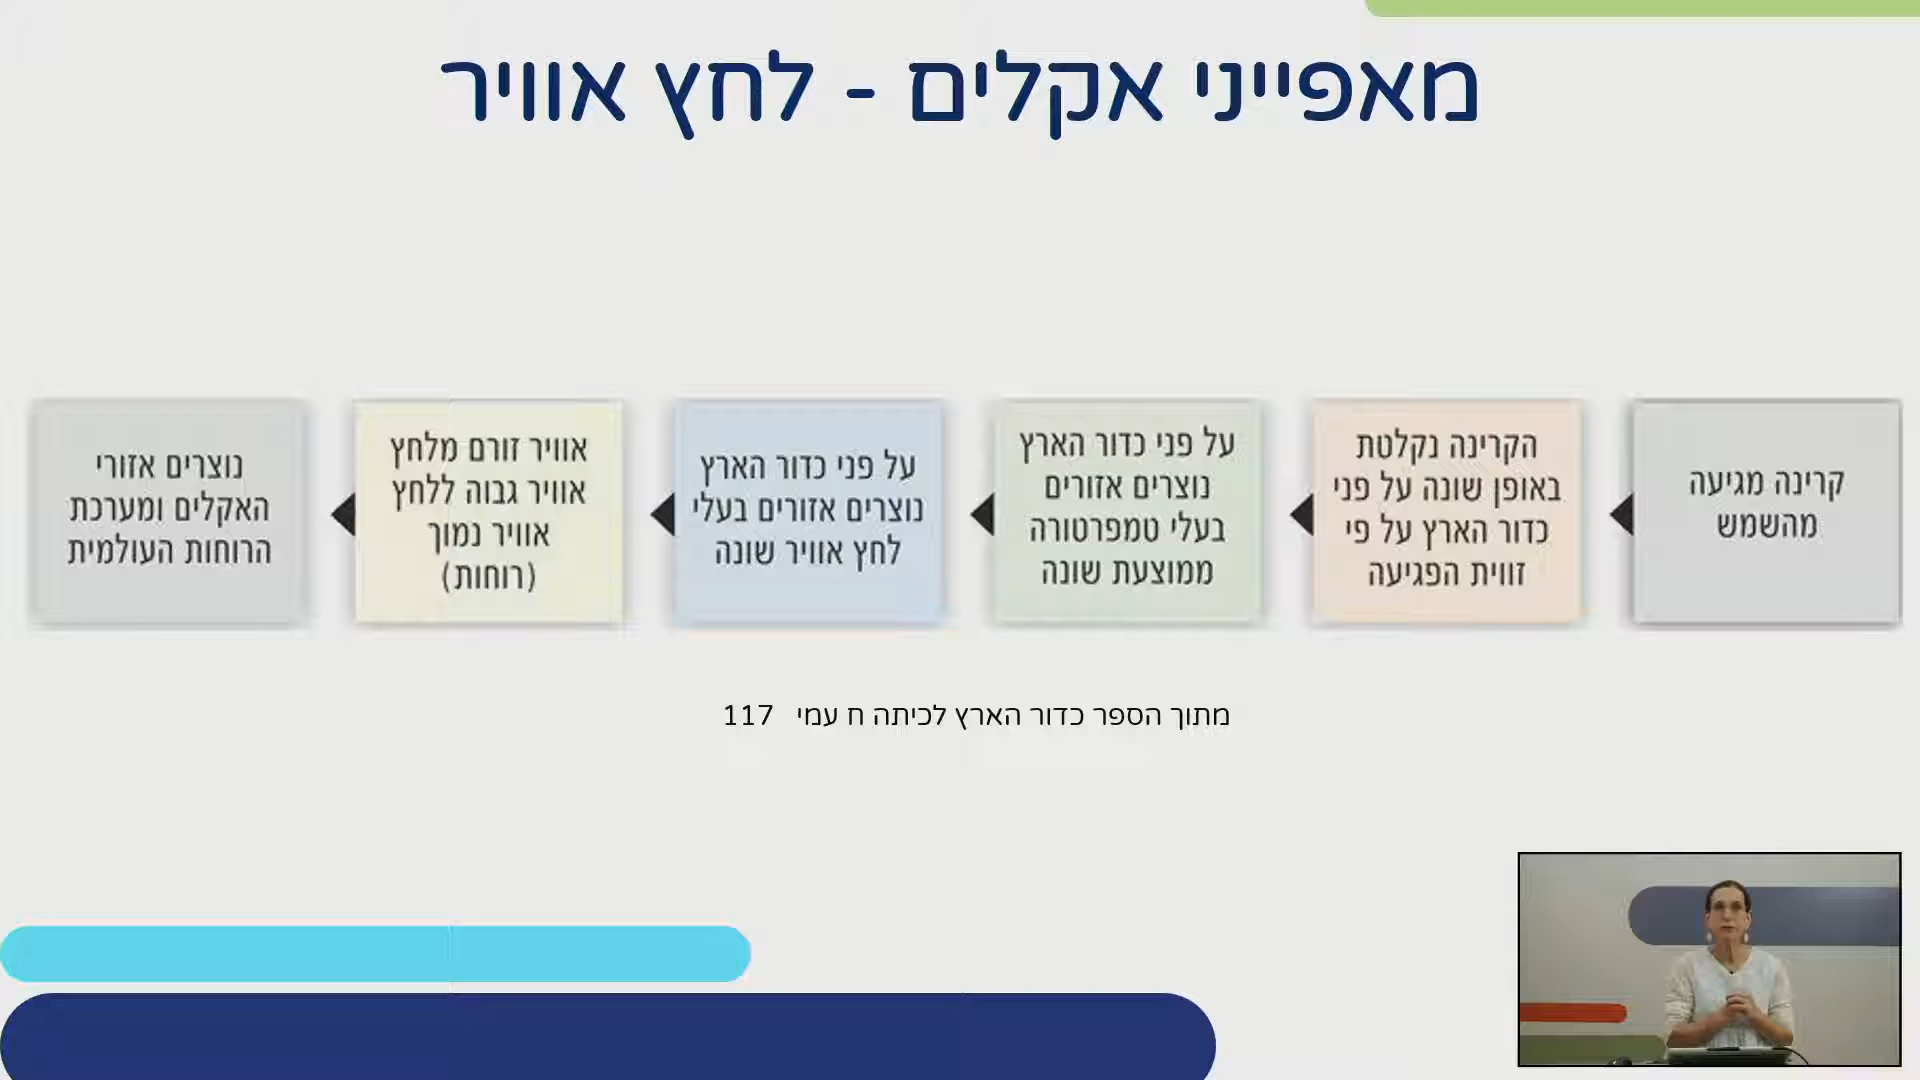 מאפייני אקלים - לחץ אוויר
קרינה מגיעה
מהשמש
הקרינה נקלטת
באופן שונה על פני
כדור הארץ על פי
זווית הפגיעה
על פני כדור הארץ
נוצרים אזורים
בעלי טמפרטורה
ממוצעת שונה
על פני כדור הארץ
נוצרים אזורים בעלי
לחץ אוויר שונה
אוויר זורם מלחץ
אוויר גבוה ללחץ
אוויר נמוך
(רוחות)
נוצרים אזורי
האקלים ומערכת
הרוחות העולמית
מתוך הספר כדור הארץ לכיתה ח עמי 117